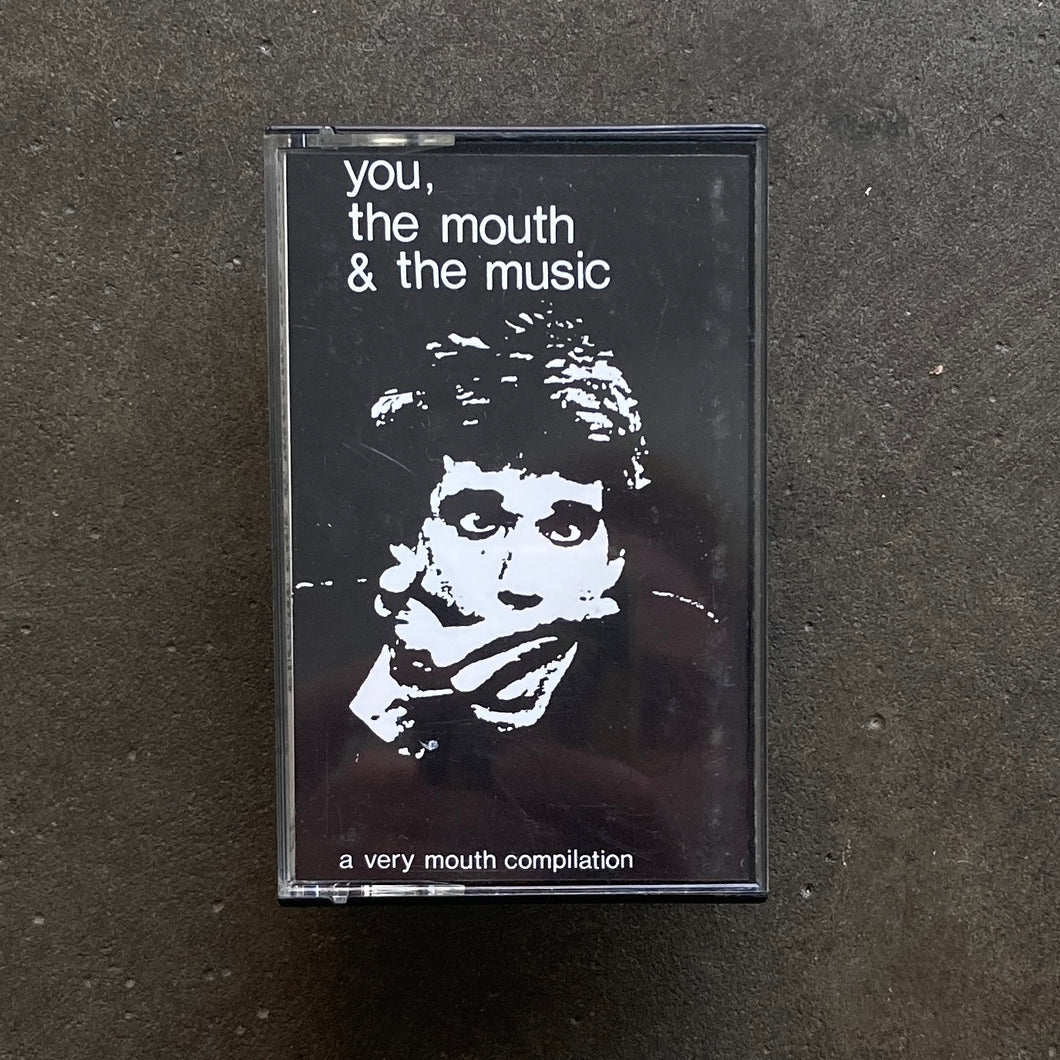 you,
the mouth
& the music
a very mouth compilation